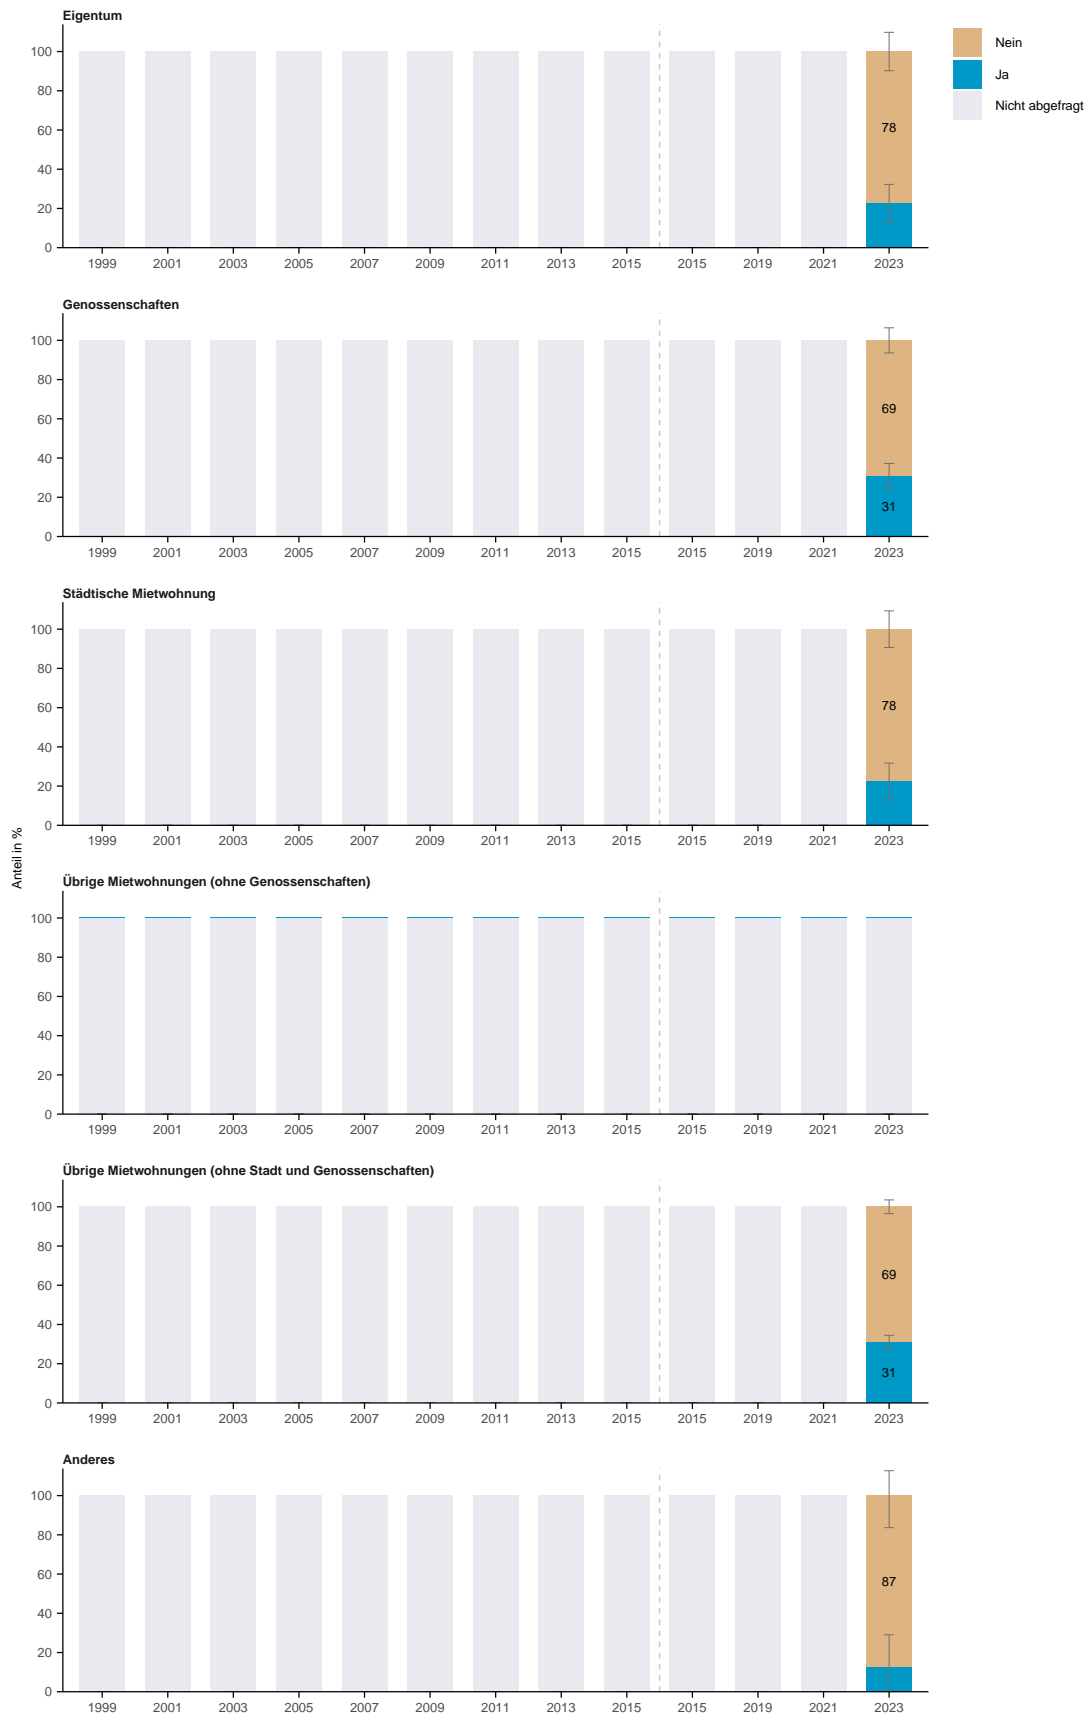 Eigentum
Nein
Ja
Nicht abgefragt
100
80
78
60
40
20
0
1999 2001 2003 2005 2007 2009 2011 2013 2015 2015 2019 2021 2023
Genossenschaften
100
80
69
60
40
20
31
0
1999 2001 2003 2005 2007 2009 2011 2013 2015 2015 2019 2021 2023
Städtische Mietwohnung
100
80
78
60
40
20
0
1999 2001 2003 2005 2007 2009 2011 2013 2015 2015 2019 2021 2023
Anteil in %
Übrige Mietwohnungen (ohne Genossenschaften)
100
80
60
40
20
0
1999 2001 2003 2005 2007 2009 2011 2013 2015 2015 2019 2021 2023
Übrige Mietwohnungen (ohne Stadt und Genossenschaften)
100
80
69
60
40
20
31
0
1999 2001 2003 2005 2007 2009 2011 2013 2015 2015 2019 2021 2023
Anderes
100
80
60
87
40
20
0
1999 2001 2003 2005 2007 2009 2011 2013 2015 2015 2019 2021 2023